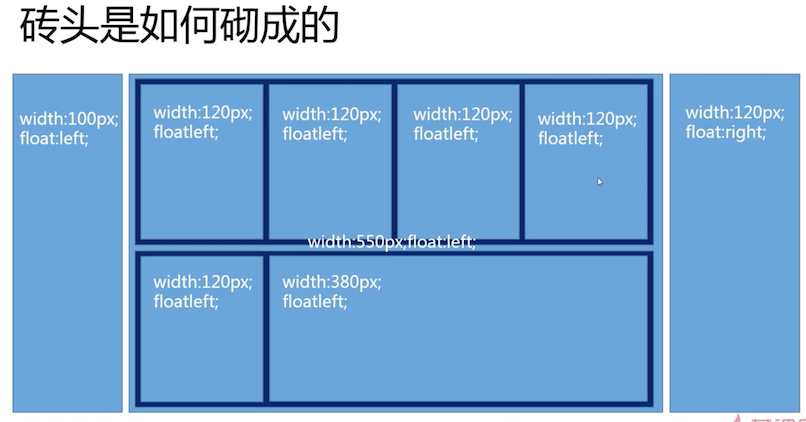 砖头是如何砌成的
width:100px;
float:left;
width:120px;
floatleft;
width:120px;
floatleft;
width:120px;
floatleft;
width:120px;
floatleft;
width:120px;
float:right;
width:550px;float:left;
width:120px;
floatleft;
width:380px;
floatleft;